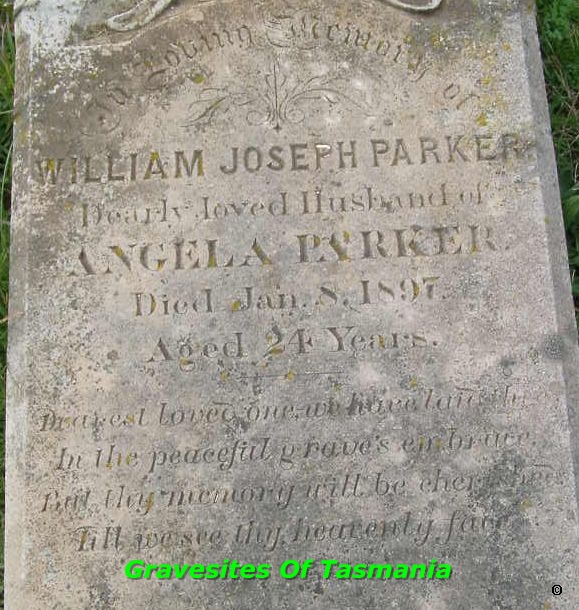 In Loving Memory of
WILLIAM JOSEPH PARKER
Dearly loved Husband of
ANGELA PARKER.
Died Jan. 8, 1897.
Aged 24 Years.
Dearest loved one, we have laid thee
In the peaceful grave's embrace,
But thy memory will be cherished
Till we see thy heavenly face
Gravesites Of Tasmania
©